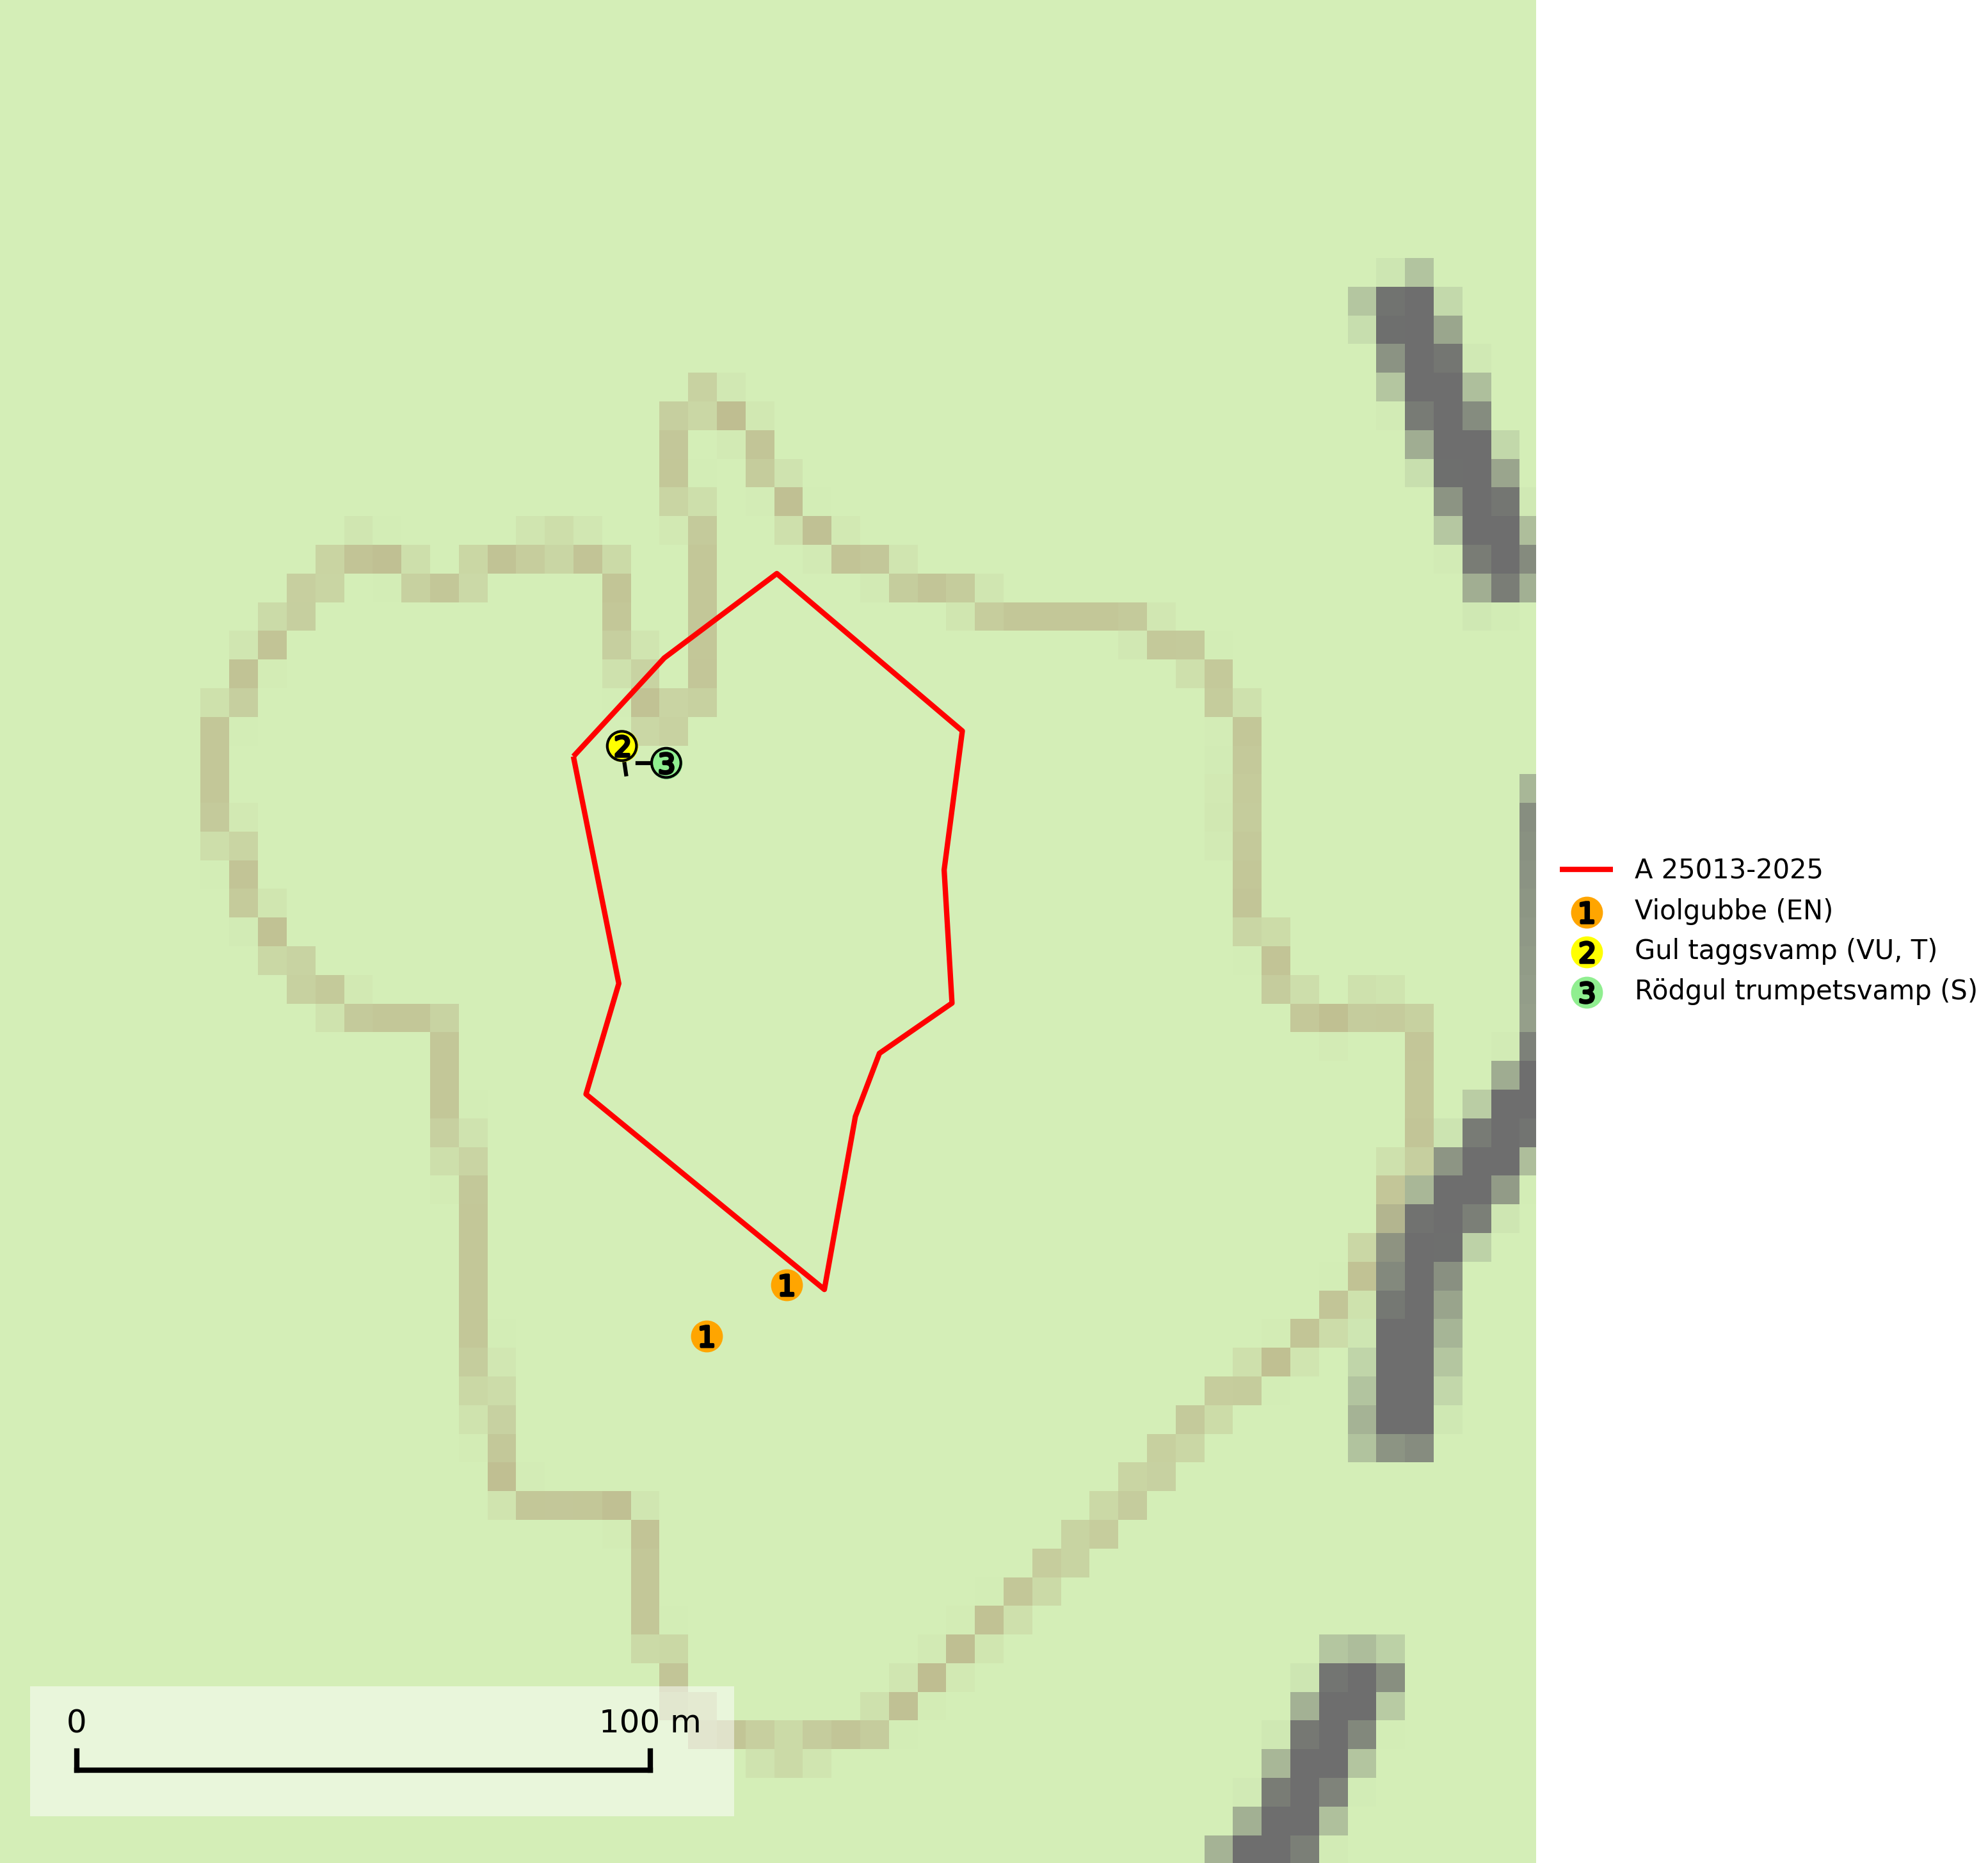 2
3
1
1
0 100 m
A 25013-2025
1 Violgubbe (EN)
2 Gul taggsvamp (VU, T)
3 Rödgul trumpetsvamp (S)